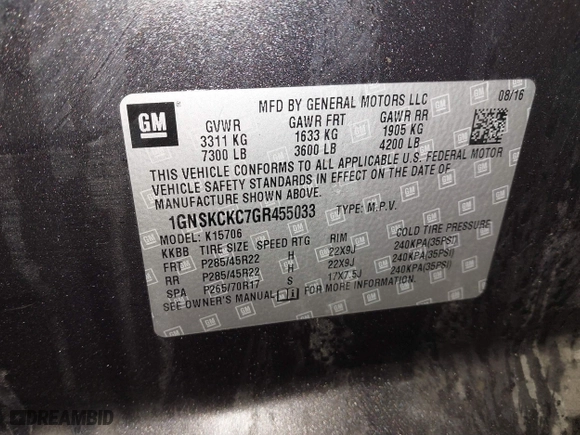 MFD BY GENERAL MOTORS LLC 08/16
GM
GVWR GAWR FRT GAWR RR
3311 KG 1633 KG 1905 KG
7300 LB 3600 LB 4200 LB
THIS VEHICLE CONFORMS TO ALL APPLICABLE U.S. FEDERAL MOTOR
VEHICLE SAFETY STANDARDS IN EFFECT ON THE DATE OF
MANUFACTURE SHOWN ABOVE.
1GNSKCKC7GR455033 TYPE: M.P.V.
MODEL: K15706
KKBB TIRE SIZE SPEED RTG RIM COLD TIRE PRESSURE
FRT P285/45R22 H 22X9J 240KPA(35PSI)
RR P285/45R22 H 22X9J 240KPA(35PSI)
SPA P265/70R17 S 17X7.5J 240KPA(35PSI)
SEE OWNER'S MANUAL FOR MORE INFORMATION.
DREAMBID